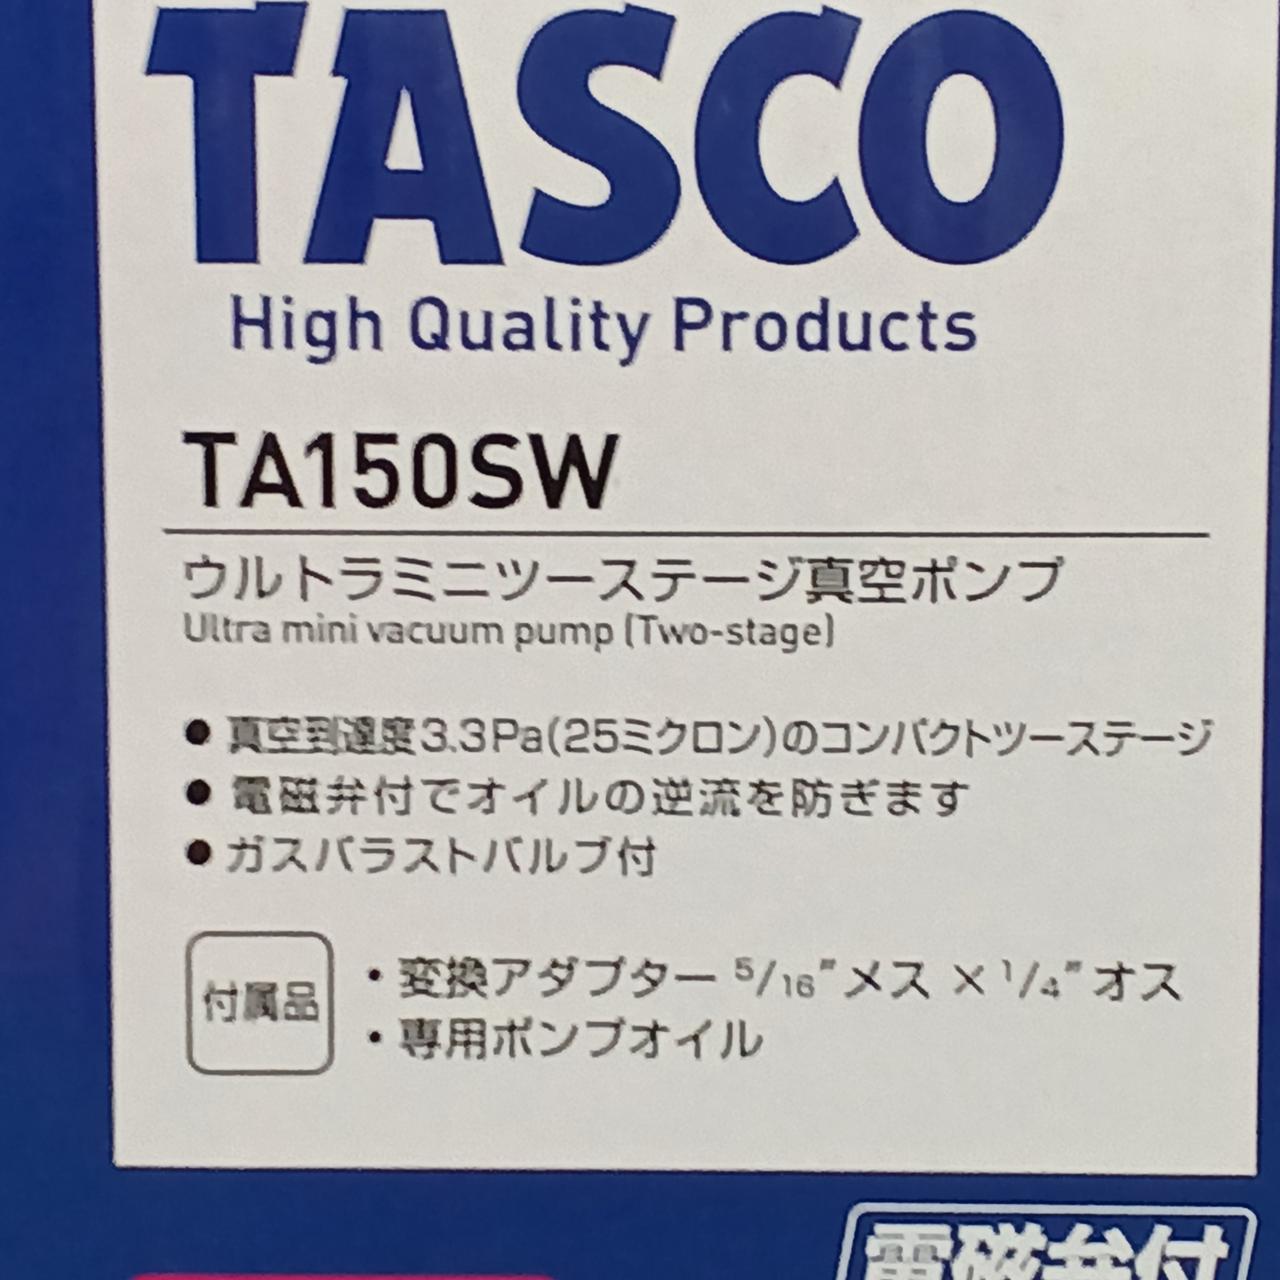 TASCO
High Quality Products
TA150SW
ウルトラミニツーステージ真空ポンプ
Ultra mini vacuum pump (Two-stage)
● 真空到達度3.3Pa(25ミクロン)のコンパクトツーステージ
● 電磁弁付でオイルの逆流を防ぎます
● ガスバラストバルブ付
付属品
・変換アダプター 5/16"メス × 1/4"オス
・専用ポンプオイル
電磁弁付